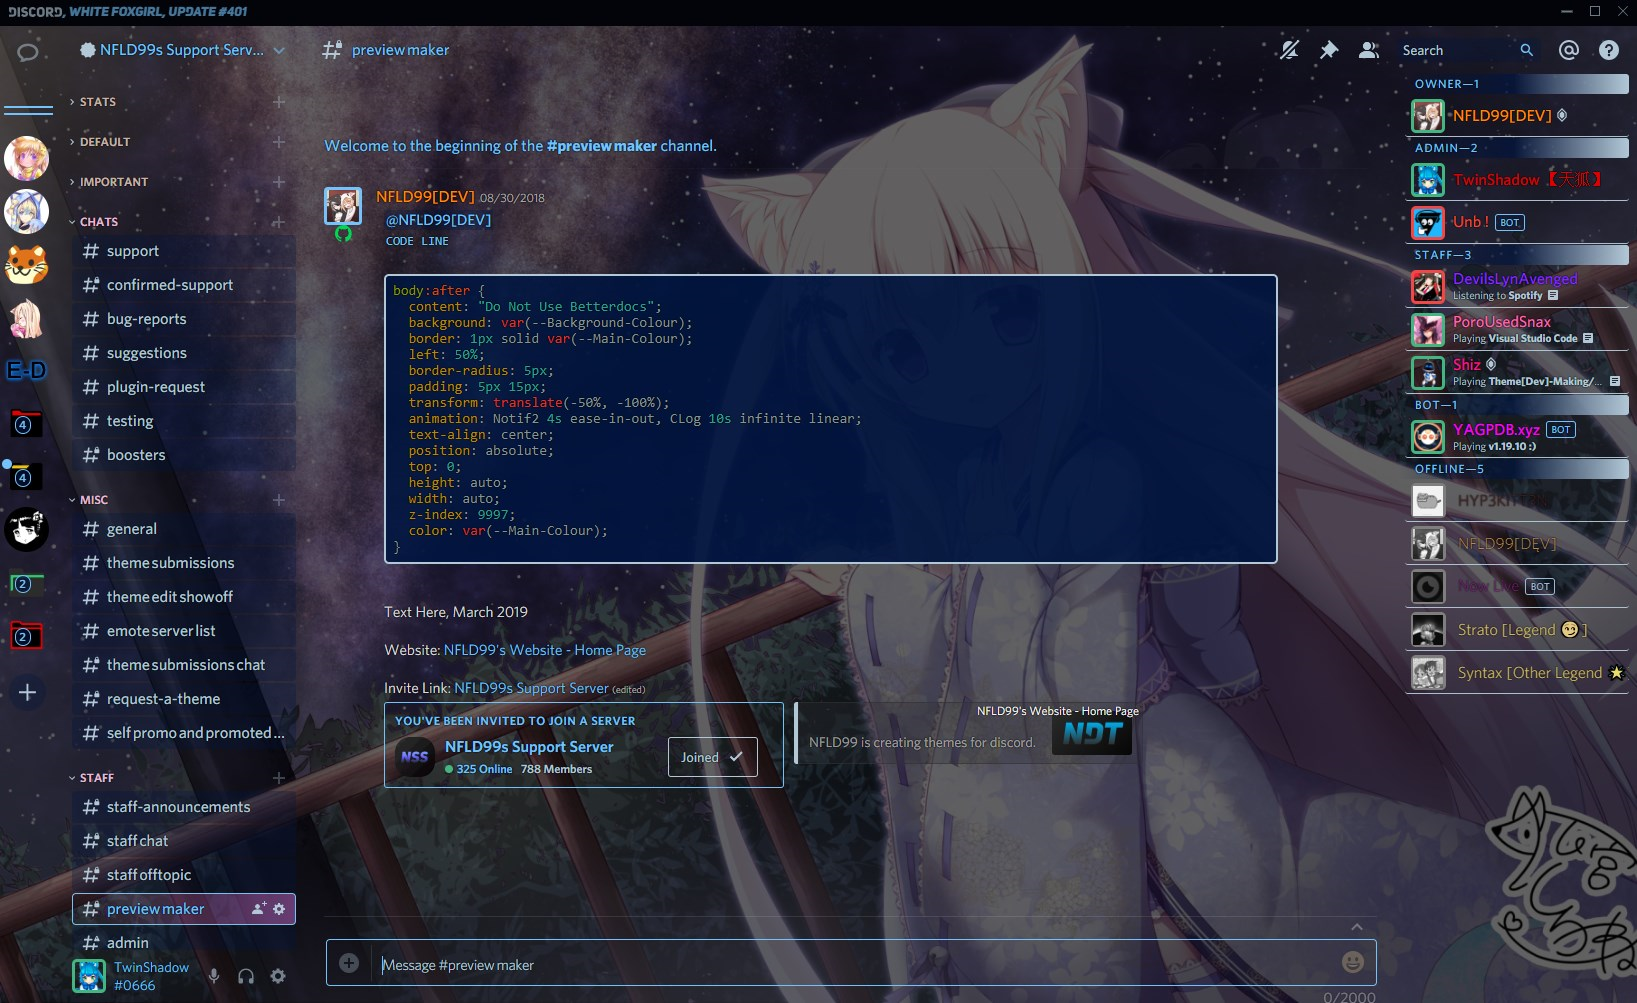 DISCORD, WHITE FOXGIRL, UPDATE #401
NFLD99s Support Serv...
preview maker
Search
STATS
DEFAULT
IMPORTANT
CHATS
support
confirmed-support
bug-reports
suggestions
plugin-request
testing
boosters
MISC
general
theme submissions
theme edit showoff
emote server list
theme submissions chat
request-a-theme
self promo and promoted ...
STAFF
staff-announcements
staff chat
staff offtopic
preview maker
admin
TwinShadow
#0666
E-D
4
4
2
2
Welcome to the beginning of the #preview maker channel.
NFLD99[DEV] 08/30/2018
@NFLD99[DEV]
CODE LINE
body:after {
content: "Do Not Use Betterdocs";
background: var(--Background-Colour);
border: 1px solid var(--Main-Colour);
left: 50%;
border-radius: 5px;
padding: 5px 15px;
transform: translate(-50%, -100%);
animation: Notif2 4s ease-in-out, CLog 10s infinite linear;
text-align: center;
position: absolute;
top: 0;
height: auto;
width: auto;
z-index: 9997;
color: var(--Main-Colour);
}
Text Here, March 2019
Website: NFLD99's Website - Home Page
Invite Link: NFLD99s Support Server (edited)
YOU'VE BEEN INVITED TO JOIN A SERVER
NSS
NFLD99s Support Server
325 Online 788 Members
Joined
NFLD99's Website - Home Page
NFLD99 is creating themes for discord.
NDT
Message #preview maker
0/2000
OWNER—1
NFLD99[DEV]
ADMIN—2
TwinShadow 【天狐】
Unb ! BOT
STAFF—3
DevilsLynAvenged
Listening to Spotify
PoroUsedSnax
Playing Visual Studio Code
Shiz
Playing Theme[Dev]-Making/...
BOT—1
YAGPDB.xyz BOT
Playing v1.19.10 :)
OFFLINE—5
NFLD99[DEV]
Now Live BOT
Strato [Legend 😊]
Syntax [Other Legend 🌟